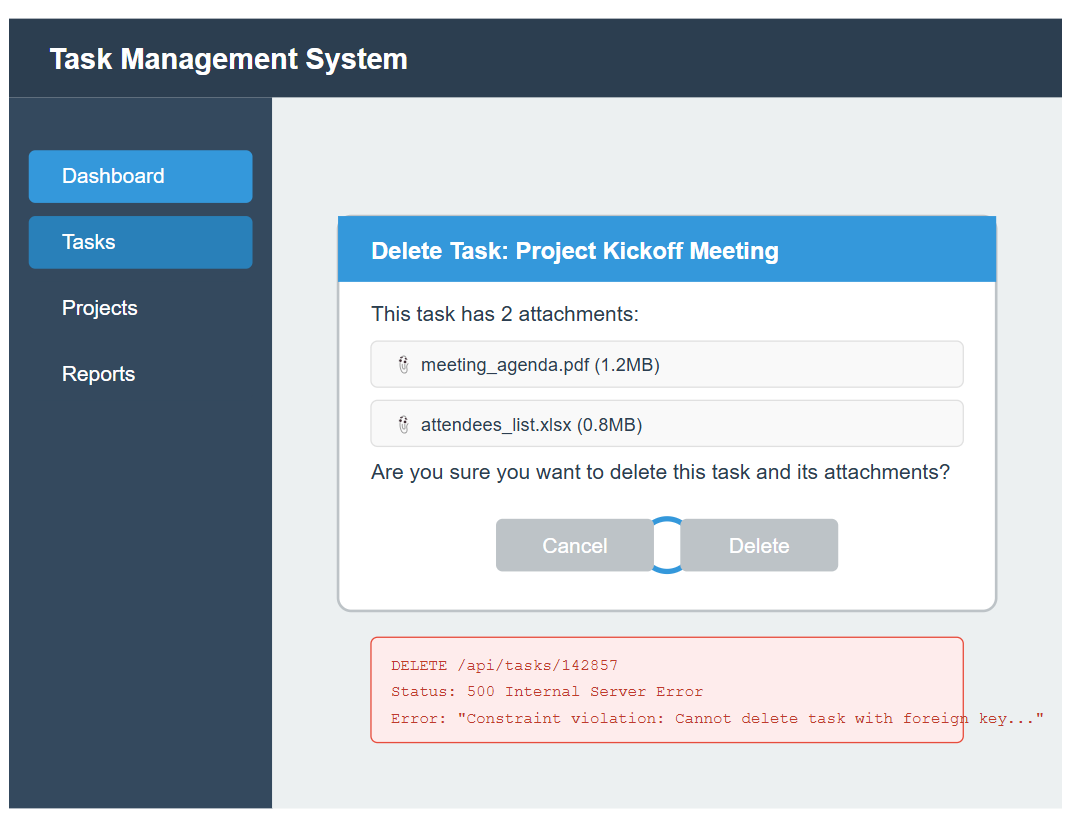 Task Management System
Dashboard
Tasks
Projects
Reports
Delete Task: Project Kickoff Meeting
This task has 2 attachments:
meeting_agenda.pdf (1.2MB)
attendees_list.xlsx (0.8MB)
Are you sure you want to delete this task and its attachments?
Cancel
Delete
DELETE /api/tasks/142857
Status: 500 Internal Server Error
Error: "Constraint violation: Cannot delete task with foreign key..."